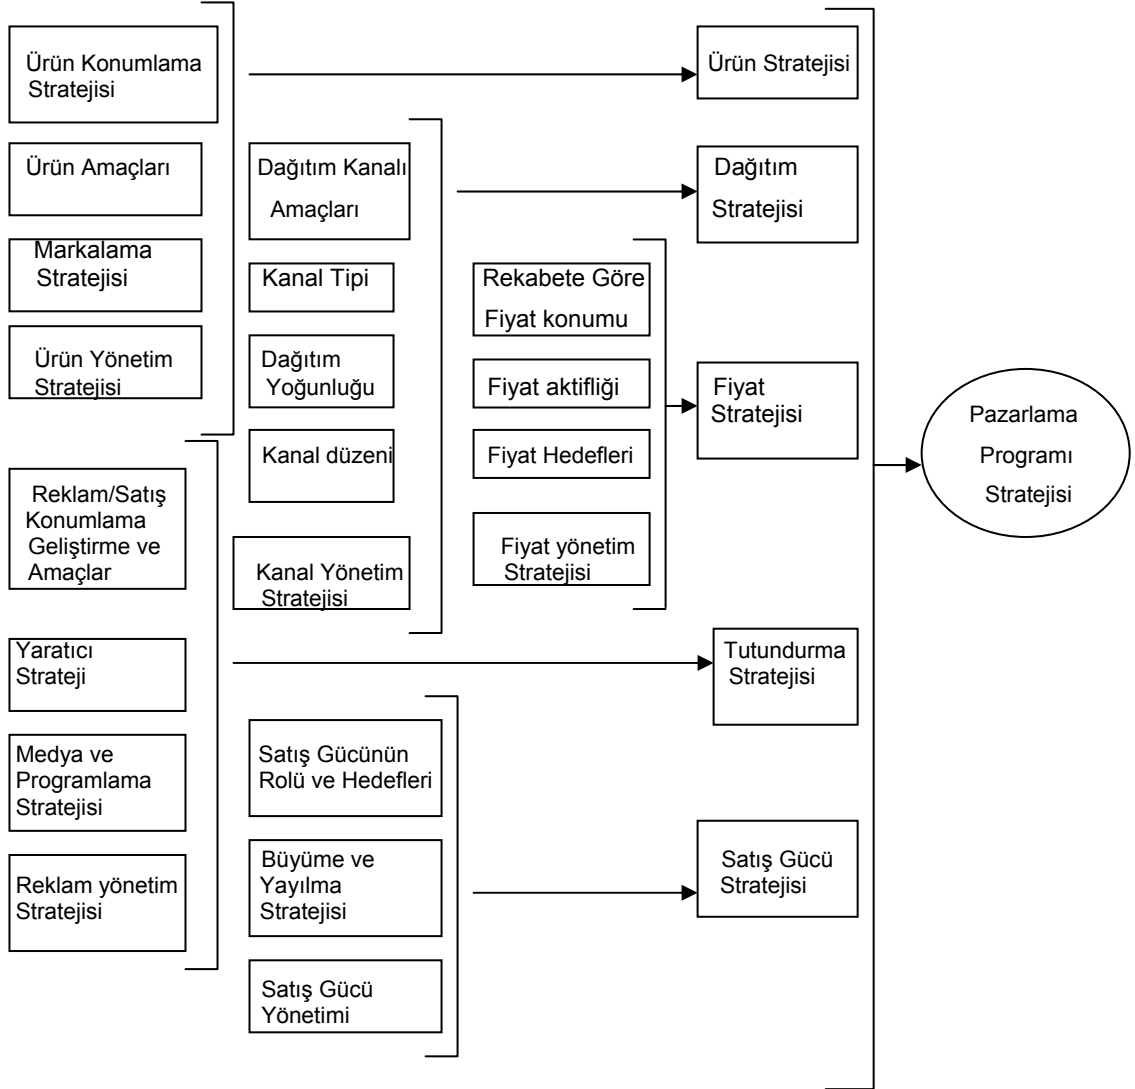 Ürün Konumlama
Stratejisi
Ürün Amaçları
Markalama
Stratejisi
Ürün Yönetim
Stratejisi
Ürün Stratejisi
Dağıtım Kanalı
Amaçları
Kanal Tipi
Dağıtım
Yoğunluğu
Kanal düzeni
Kanal Yönetim
Stratejisi
Dağıtım
Stratejisi
Rekabete Göre
Fiyat konumu
Fiyat aktifliği
Fiyat Hedefleri
Fiyat yönetim
Stratejisi
Fiyat
Stratejisi
Reklam/Satış
Konumlama
Geliştirme ve
Amaçlar
Yaratıcı
Strateji
Medya ve
Programlama
Stratejisi
Reklam yönetim
Stratejisi
Tutundurma
Stratejisi
Satış Gücünün
Rolü ve Hedefleri
Büyüme ve
Yayılma
Stratejisi
Satış Gücü
Yönetimi
Satış Gücü
Stratejisi
Pazarlama
Programı
Stratejisi